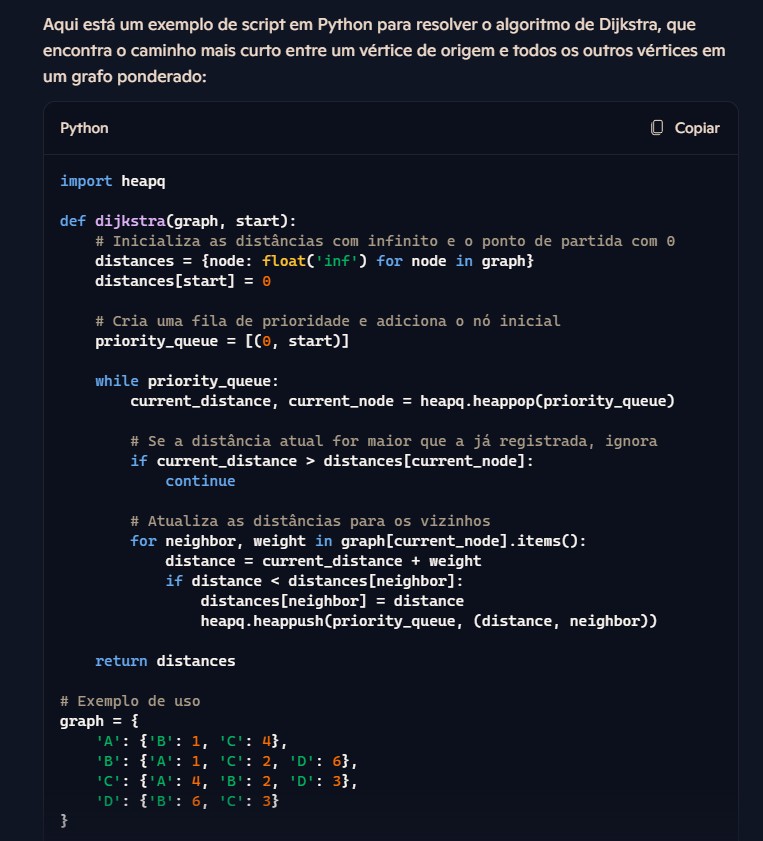 Aqui está um exemplo de script em Python para resolver o algoritmo de Dijkstra, que
encontra o caminho mais curto entre um vértice de origem e todos os outros vértices em
um grafo ponderado:
Python
Copiar
import heapq
def dijkstra(graph, start):
    # Inicializa as distâncias com infinito e o ponto de partida com 0
    distances = {node: float('inf') for node in graph}
    distances[start] = 0
    # Cria uma fila de prioridade e adiciona o nó inicial
    priority_queue = [(0, start)]
    while priority_queue:
        current_distance, current_node = heapq.heappop(priority_queue)
        # Se a distância atual for maior que a já registrada, ignora
        if current_distance > distances[current_node]:
            continue
        # Atualiza as distâncias para os vizinhos
        for neighbor, weight in graph[current_node].items():
            distance = current_distance + weight
            if distance < distances[neighbor]:
                distances[neighbor] = distance
                heapq.heappush(priority_queue, (distance, neighbor))
    return distances
# Exemplo de uso
graph = {
    'A': {'B': 1, 'C': 4},
    'B': {'A': 1, 'C': 2, 'D': 6},
    'C': {'A': 4, 'B': 2, 'D': 3},
    'D': {'B': 6, 'C': 3}
}